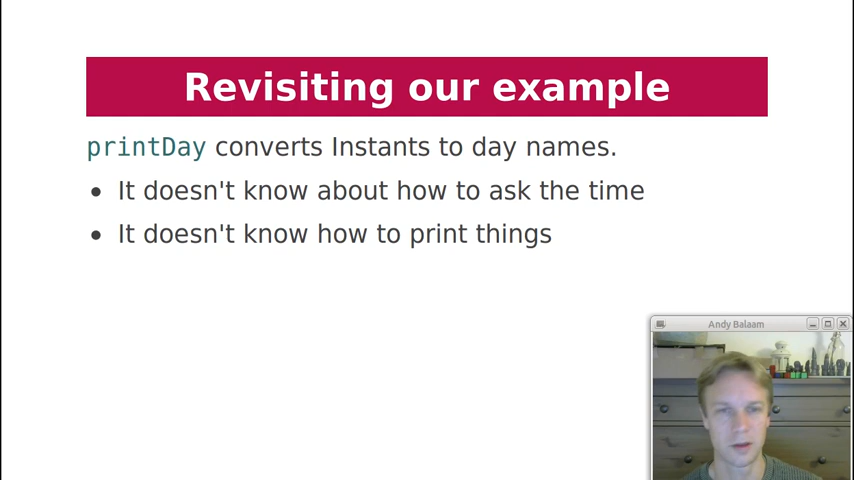 Revisiting our example
printDay converts Instants to day names.
• It doesn't know about how to ask the time
• It doesn't know how to print things
Andy Balaam